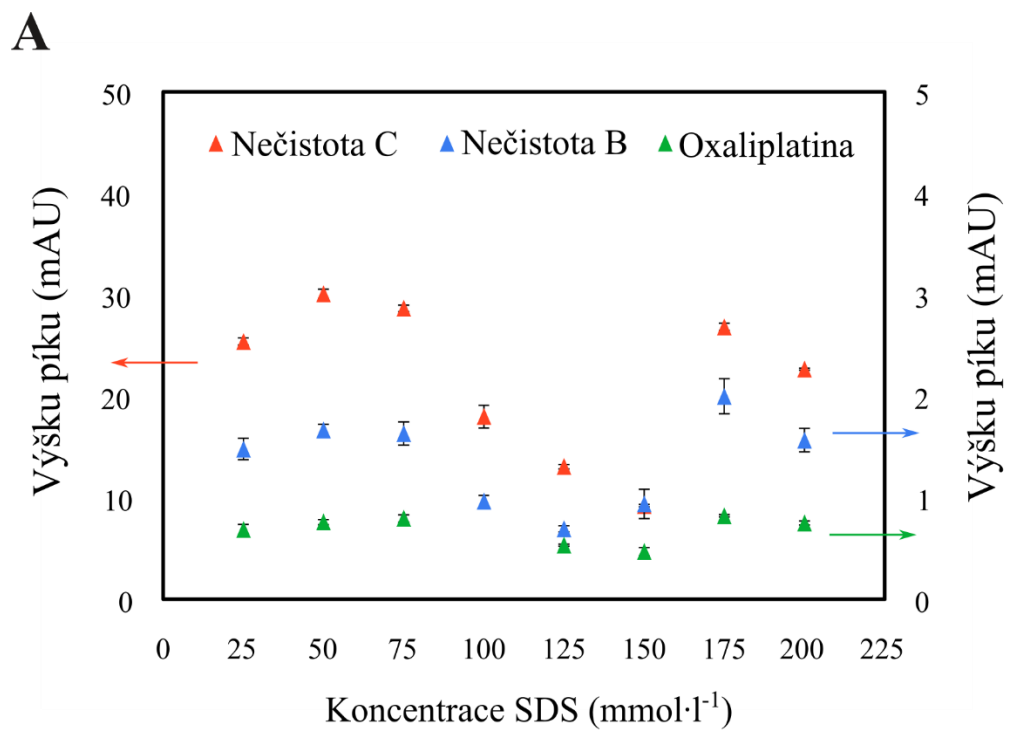 A
Nečistota C Nečistota B Oxaliplatina
Výšku píku (mAU)
50
40
30
20
10
0
5
4
3
2
1
0
Výšku píku (mAU)
0 25 50 75 100 125 150 175 200 225
Koncentrace SDS (mmol·l⁻¹)